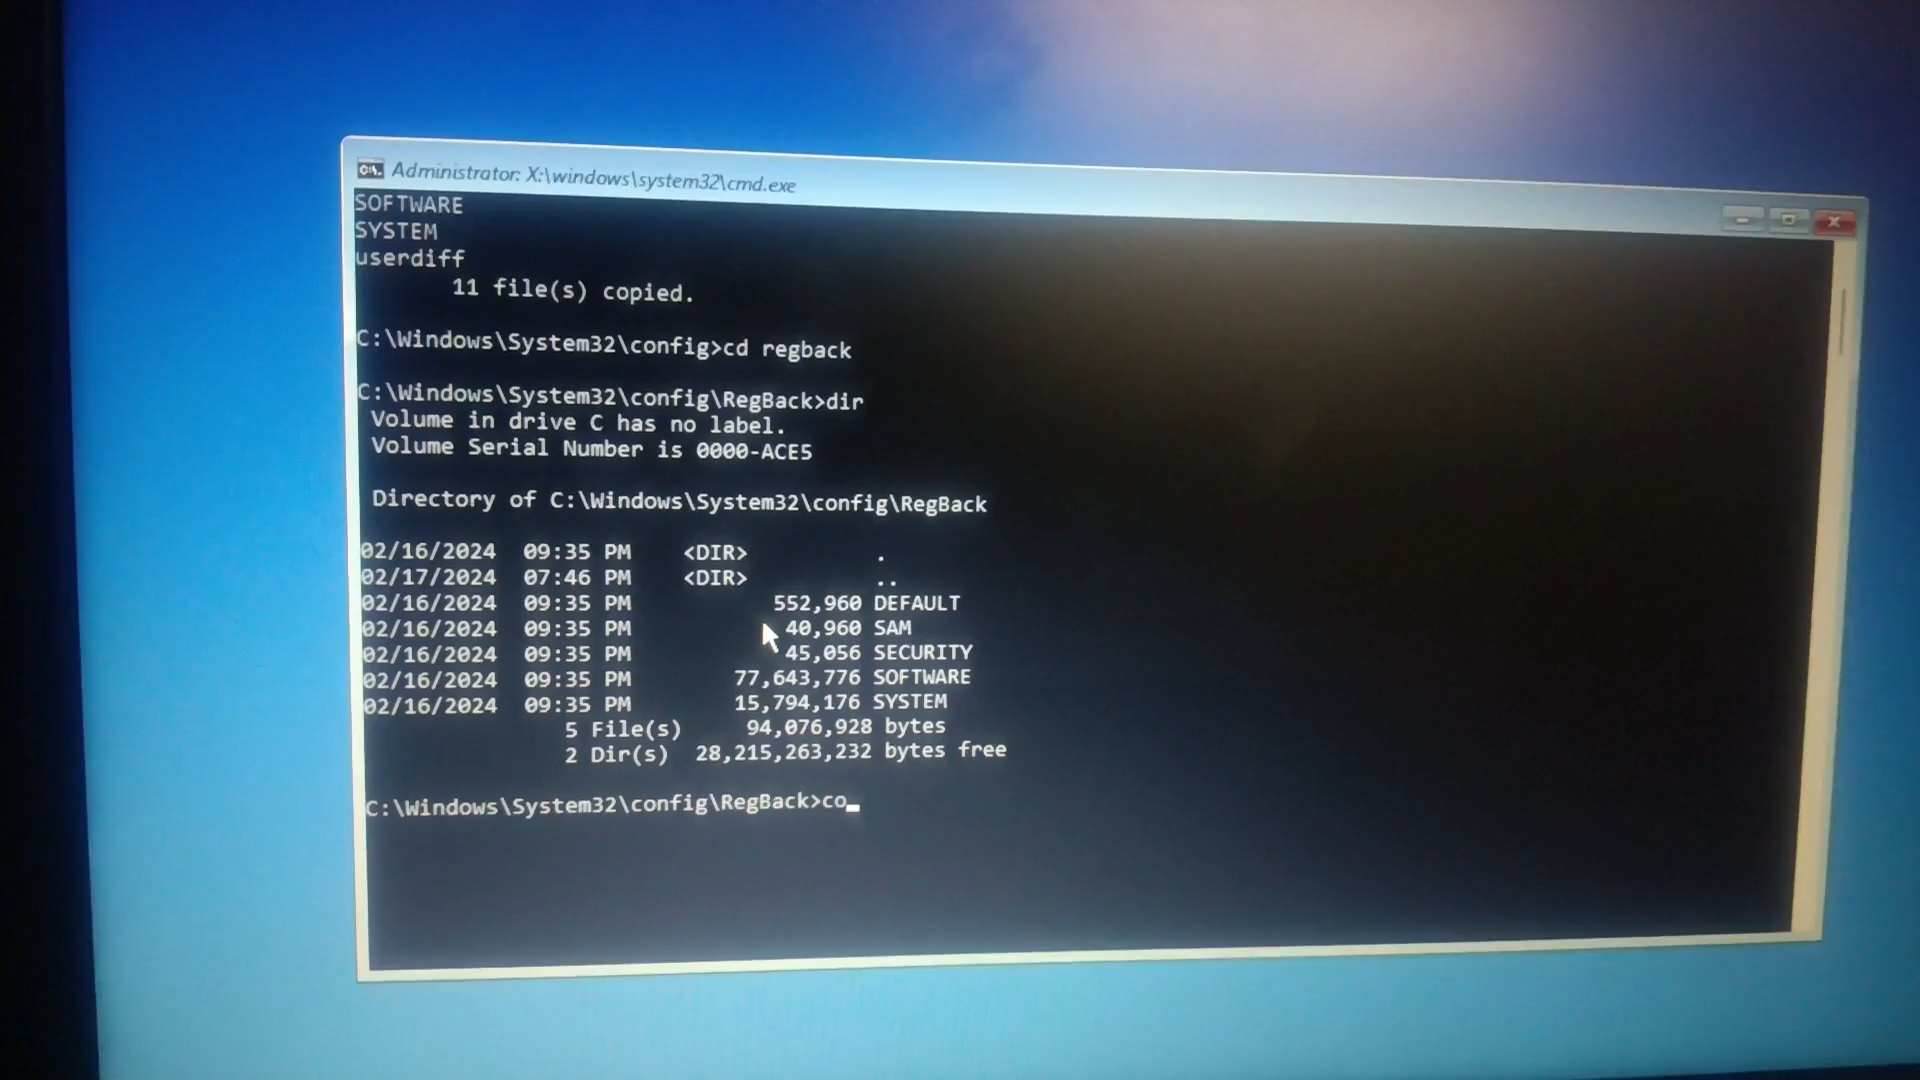 Administrator: X:\windows\system32\cmd.exe
SOFTWARE
SYSTEM
userdiff
11 file(s) copied.
C:\Windows\System32\config>cd regback
C:\Windows\System32\config\RegBack>dir
Volume in drive C has no label.
Volume Serial Number is 0000-ACE5
Directory of C:\Windows\System32\config\RegBack
02/16/2024 09:35 PM <DIR> .
02/17/2024 07:46 PM <DIR> ..
02/16/2024 09:35 PM 552,960 DEFAULT
02/16/2024 09:35 PM 40,960 SAM
02/16/2024 09:35 PM 45,056 SECURITY
02/16/2024 09:35 PM 77,643,776 SOFTWARE
02/16/2024 09:35 PM 15,794,176 SYSTEM
5 File(s) 94,076,928 bytes
2 Dir(s) 28,215,263,232 bytes free
C:\Windows\System32\config\RegBack>co_